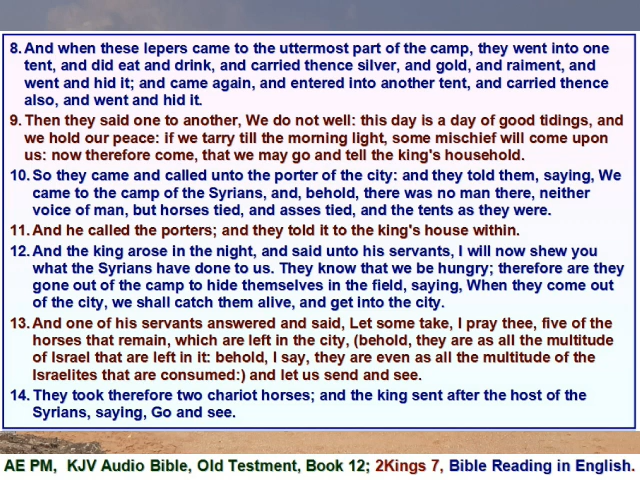 8. And when these lepers came to the uttermost part of the camp, they went into one
tent, and did eat and drink, and carried thence silver, and gold, and raiment, and
went and hid it; and came again, and entered into another tent, and carried thence
also, and went and hid it.
9. Then they said one to another, We do not well: this day is a day of good tidings, and
we hold our peace: if we tarry till the morning light, some mischief will come upon
us: now therefore come, that we may go and tell the king's household.
10. So they came and called unto the porter of the city: and they told them, saying, We
came to the camp of the Syrians, and, behold, there was no man there, neither
voice of man, but horses tied, and asses tied, and the tents as they were.
11. And he called the porters; and they told it to the king's house within.
12. And the king arose in the night, and said unto his servants, I will now shew you
what the Syrians have done to us. They know that we be hungry; therefore are they
gone out of the camp to hide themselves in the field, saying, When they come out
of the city, we shall catch them alive, and get into the city.
13. And one of his servants answered and said, Let some take, I pray thee, five of the
horses that remain, which are left in the city, (behold, they are as all the multitude
of Israel that are left in it: behold, I say, they are even as all the multitude of the
Israelites that are consumed:) and let us send and see.
14. They took therefore two chariot horses; and the king sent after the host of the
Syrians, saying, Go and see.
AE PM, KJV Audio Bible, Old Testment, Book 12; 2Kings 7, Bible Reading in English.